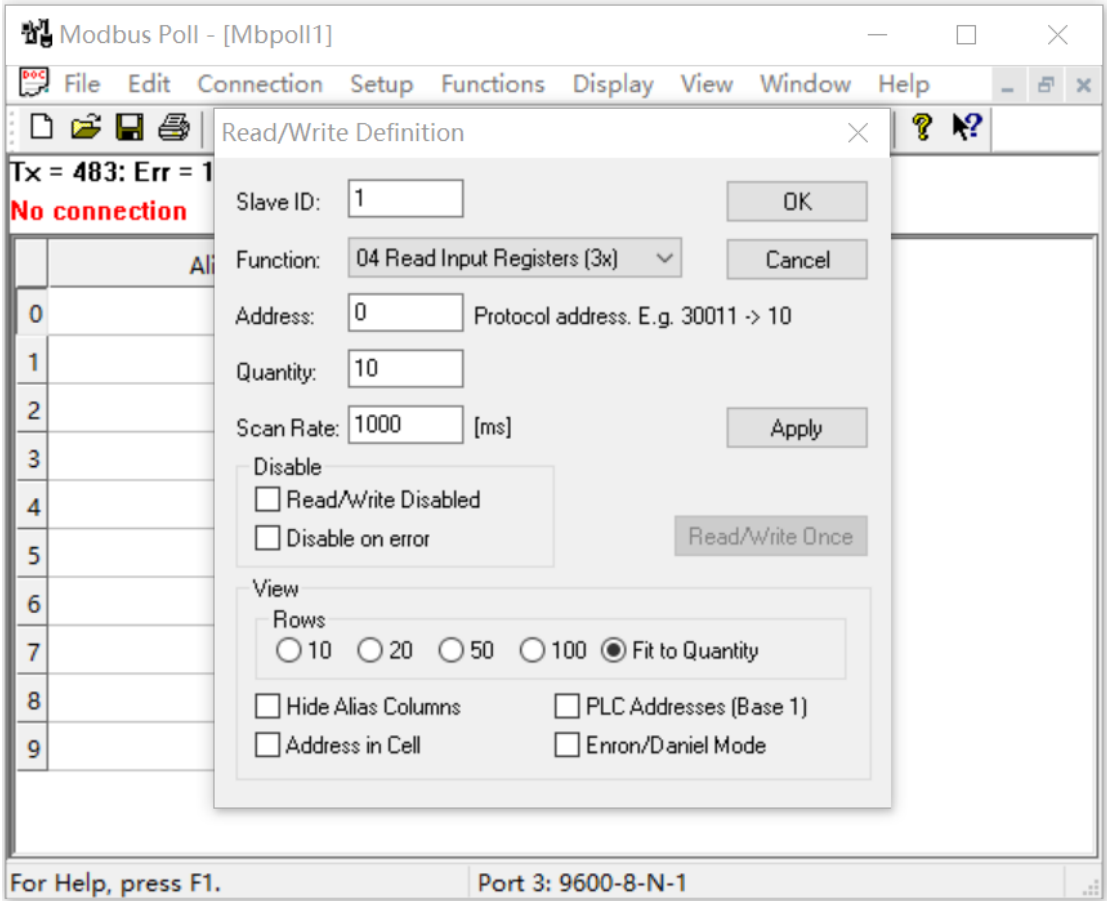 Modbus Poll - [Mbpoll1]
File Edit Connection Setup Functions Display View Window Help
DOC
Read/Write Definition
Tx = 483: Err = 1
No connection
Slave ID: 1 OK
Function: 04 Read Input Registers (3x) Cancel
Address: 0 Protocol address. E.g. 30011 -> 10
Quantity: 10
Scan Rate: 1000 [ms] Apply
Disable
Read/Write Disabled
Disable on error
Read/Write Once
View
Rows
10 20 50 100 Fit to Quantity
Hide Alias Columns PLC Addresses (Base 1)
Address in Cell Enron/Daniel Mode
Ali
0
1
2
3
4
5
6
7
8
9
For Help, press F1. Port 3: 9600-8-N-1